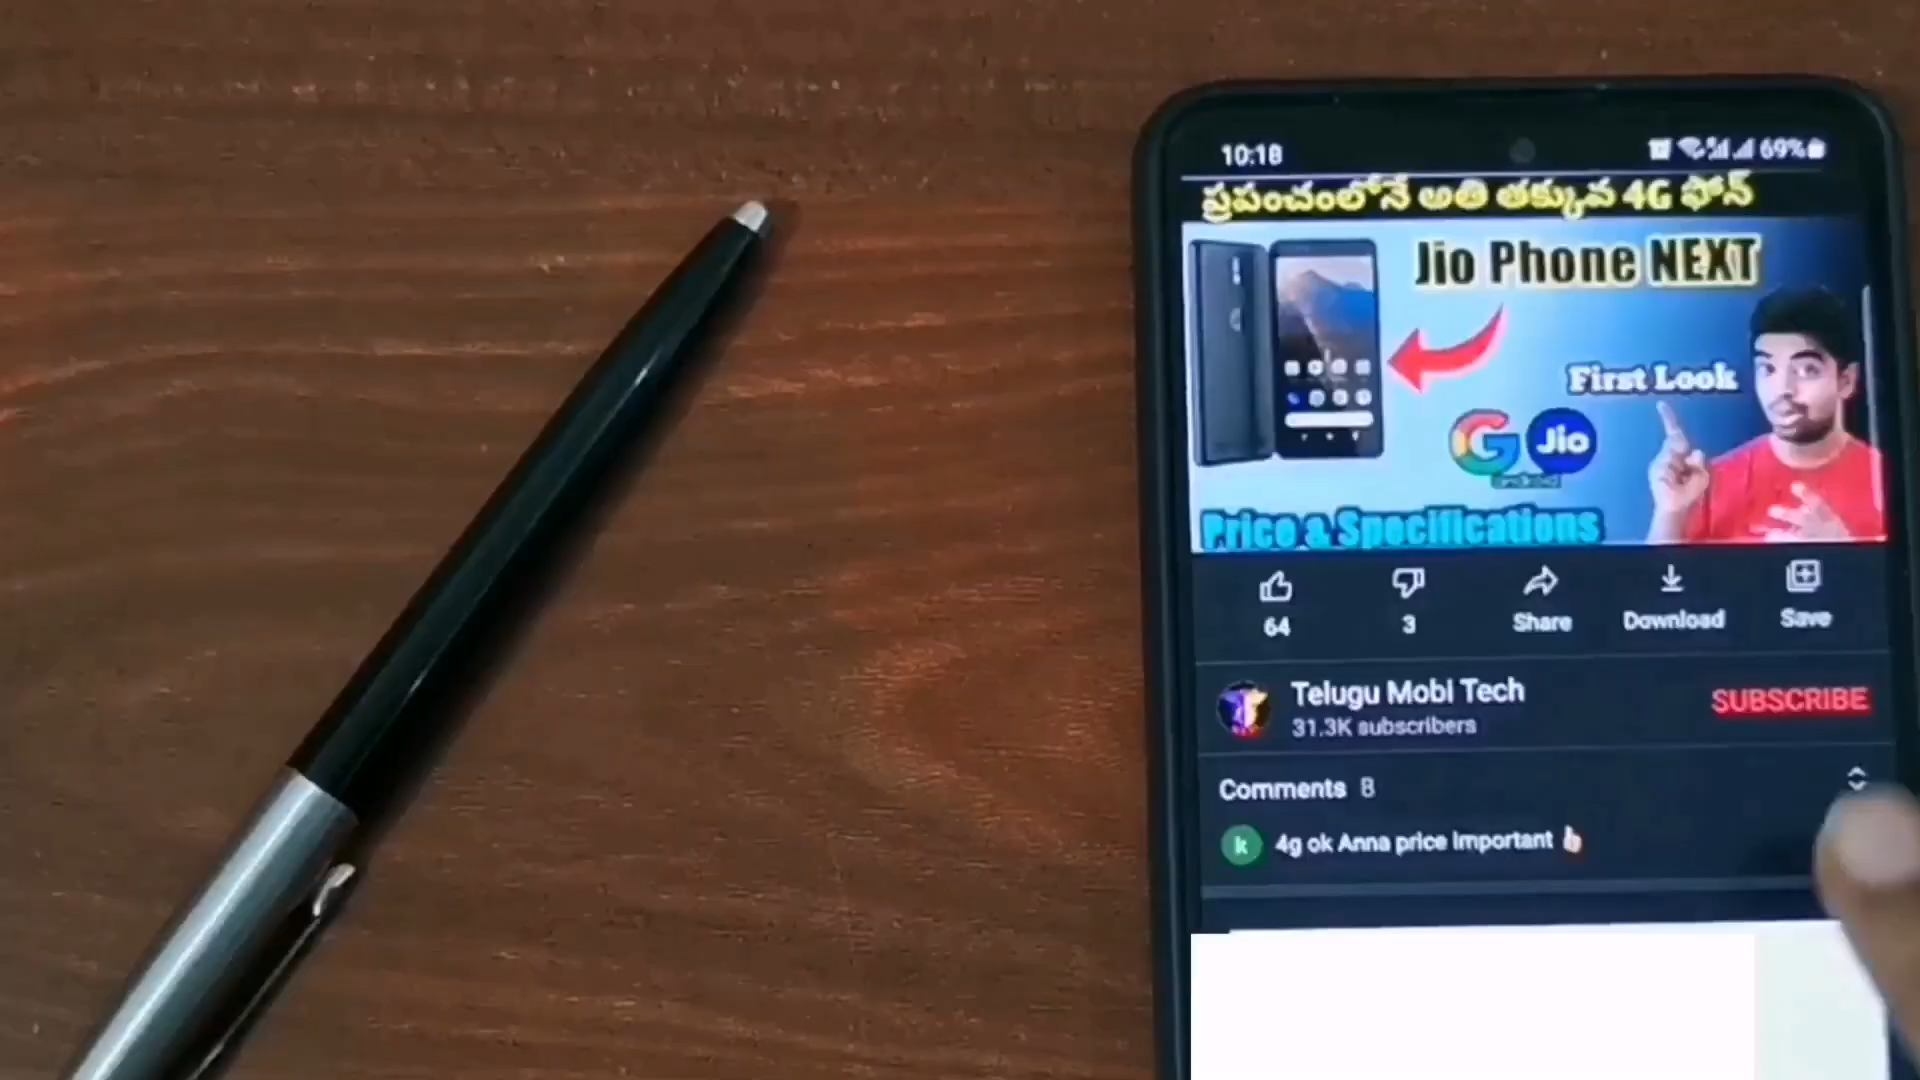 10:18
69%
ప్రపంచంలోనే అతి తక్కువ 4G ఫోన్
Jio Phone NEXT
First Look
G Jio
android
Price & Specifications
64
3
Share
Download
Save
Telugu Mobi Tech
31.3K subscribers
SUBSCRIBE
Comments 8
k
4g ok Anna price important